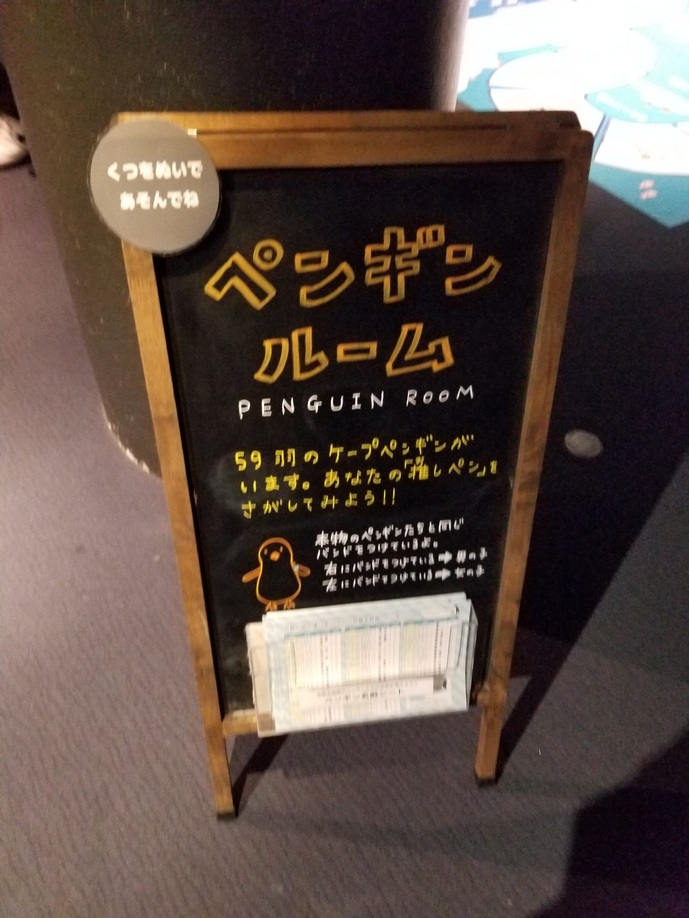 くつをぬいで
あそんでね
ペンギン
ルーム
PENGUIN ROOM
59羽のケープペンギンが
います。あなたの「推しペン」を
さがしてみよう!!
本物のペンギンたちと同じ
バンドをつけているよ。
右にバンドをつけている➡男の子
左にバンドをつけている➡女の子